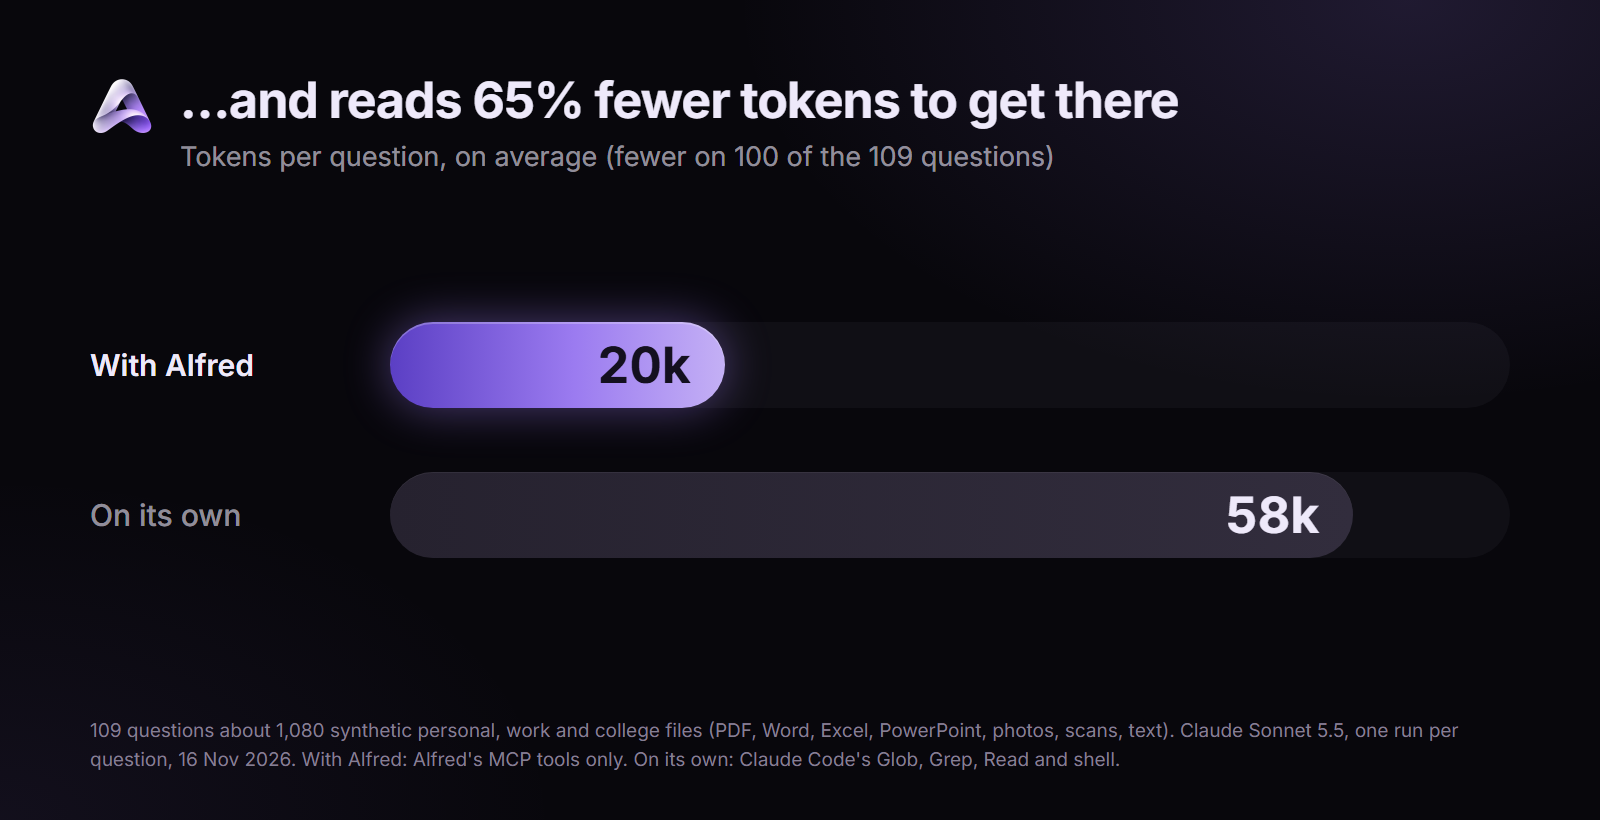 ...and reads 65% fewer tokens to get there
Tokens per question, on average (fewer on 100 of the 109 questions)
With Alfred
20k
On its own
58k
109 questions about 1,080 synthetic personal, work and college files (PDF, Word, Excel, PowerPoint, photos, scans, text). Claude Sonnet 5.5, one run per
question, 16 Nov 2026. With Alfred: Alfred's MCP tools only. On its own: Claude Code's Glob, Grep, Read and shell.